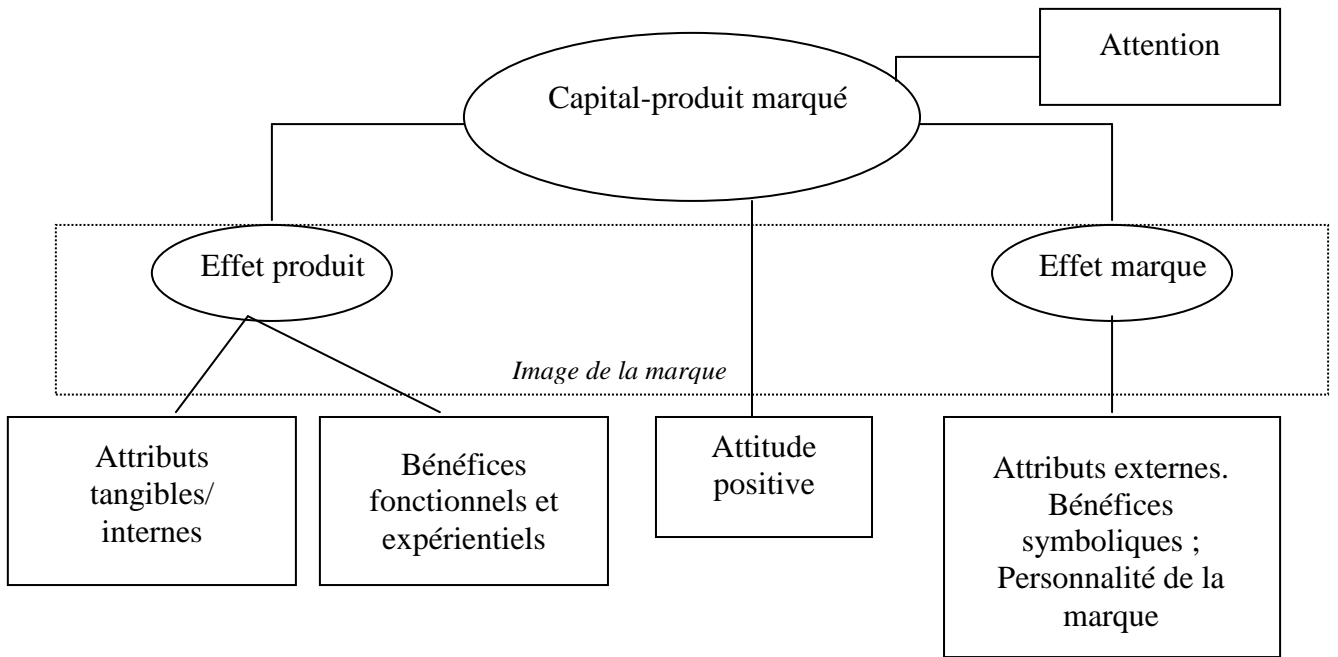 Attention
Capital-produit marqué
Effet produit
Effet marque
Image de la marque
Attributs
tangibles/
internes
Bénéfices
fonctionnels et
expérientiels
Attitude
positive
Attributs externes.
Bénéfices
symboliques ;
Personnalité de la
marque